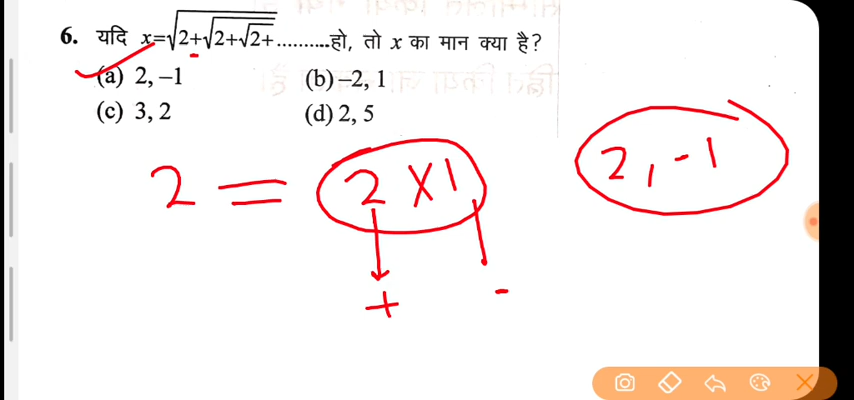 6. यदि x=√2+√2+√2+..........हो, तो x का मान क्या है?
(a) 2, –1 (b) –2, 1
(c) 3, 2 (d) 2, 5
2 = 2 × 1 2, -1
+ -